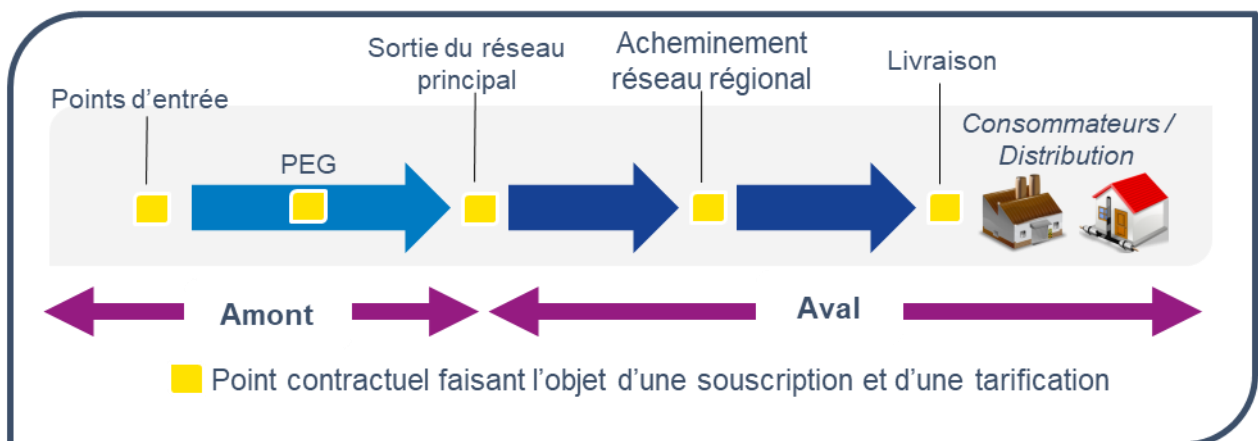 Points d'entrée
PEG
Sortie du réseau
principal
Acheminement
réseau régional
Livraison
Consommateurs /
Distribution
Amont
Aval
Point contractuel faisant l'objet d'une souscription et d'une tarification